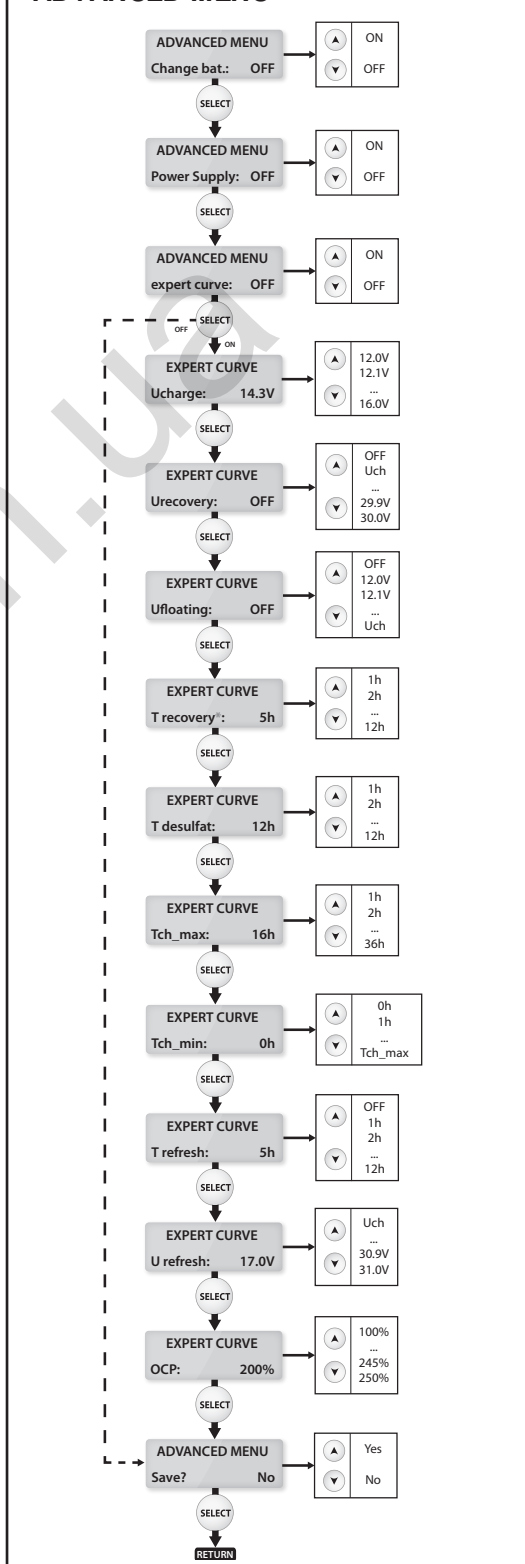 ADVANCED MENU
Change bat.: OFF
ON
OFF
SELECT
ADVANCED MENU
Power Supply: OFF
ON
OFF
SELECT
ADVANCED MENU
expert curve: OFF
ON
OFF
SELECT
OFF
ON
EXPERT CURVE
Ucharge: 14.3V
12.0V
12.1V
...
16.0V
SELECT
EXPERT CURVE
Urecovery: OFF
OFF
Uch
...
29.9V
30.0V
SELECT
EXPERT CURVE
Ufloating: OFF
OFF
12.0V
12.1V
...
Uch
SELECT
EXPERT CURVE
T recovery*: 5h
1h
2h
...
12h
SELECT
EXPERT CURVE
T desulfat: 12h
1h
2h
...
12h
SELECT
EXPERT CURVE
Tch_max: 16h
1h
2h
...
36h
SELECT
EXPERT CURVE
Tch_min: 0h
0h
1h
...
Tch_max
SELECT
EXPERT CURVE
T refresh: 5h
OFF
1h
2h
...
12h
SELECT
EXPERT CURVE
U refresh: 17.0V
Uch
...
30.9V
31.0V
SELECT
EXPERT CURVE
OCP: 200%
100%
...
245%
250%
SELECT
ADVANCED MENU
Save? No
Yes
No
SELECT
RETURN